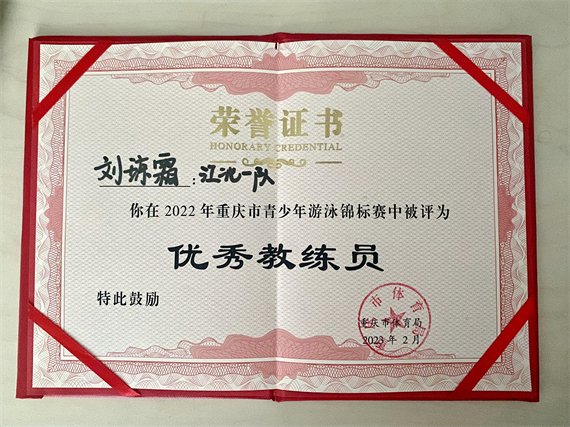 荣誉证书
HONORARY CREDENTIAL
刘琼霜：江北一队
你在2022年重庆市青少年游泳锦标赛中被评为
优秀教练员
特此鼓励
重庆市体育局
2023年2月